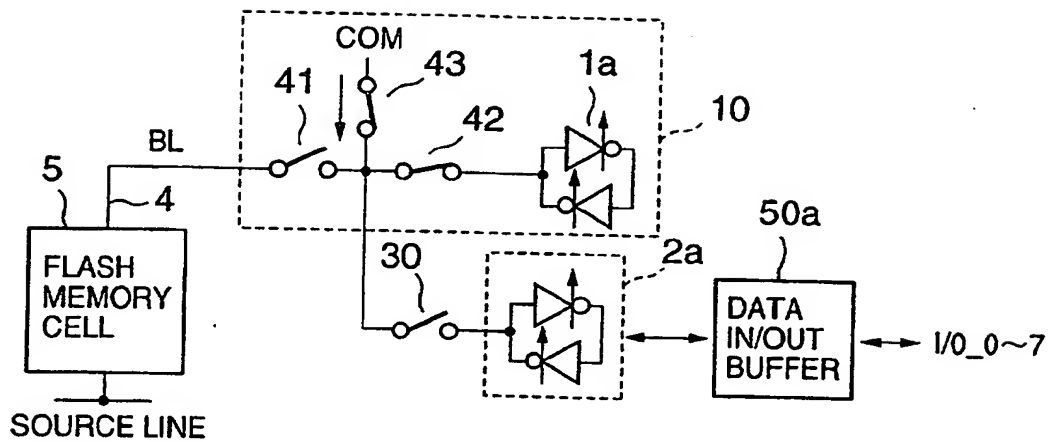 COM
43
1a
41
10
42
BL
5
4
50a
2a
30
FLASH
MEMORY
CELL
DATA
IN/OUT
BUFFER
I/0_0~7
SOURCE LINE